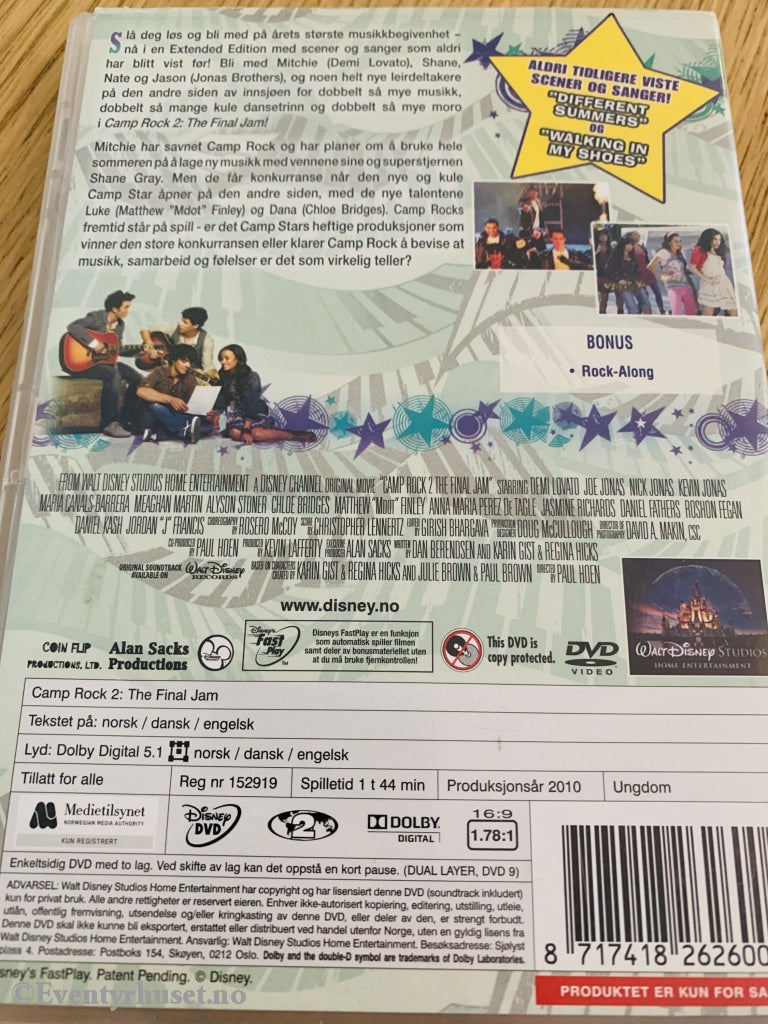 Slå deg løs og bli med på årets største musikkbegivenhet –
nå i en Extended Edition med scener og sanger som aldri
har blitt vist før! Bli med Mitchie (Demi Lovato), Shane,
Nate og Jason (Jonas Brothers), og noen helt nye leirdeltakere
på den andre siden av innsjøen for dobbelt så mye musikk,
dobbelt så mange kule dansetrinn og dobbelt så mye moro
i Camp Rock 2: The Final Jam!
Mitchie har savnet Camp Rock og har planer om å bruke hele
sommeren på å lage ny musikk med vennene sine og superstjernen
Shane Gray. Men de får konkurranse når den nye og kule
Camp Star åpner på den andre siden, med de nye talentene
Luke (Matthew "Mdot" Finley) og Dana (Chloe Bridges). Camp Rocks
fremtid står på spill - er det Camp Stars heftige produksjoner som
vinner den store konkurransen eller klarer Camp Rock å bevise at
musikk, samarbeid og følelser er det som virkelig teller?
ALDRI TIDLIGERE VISTE
SCENER OG SANGER!
"DIFFERENT
SUMMERS"
OG
"WALKING IN
MY SHOES"
BONUS
• Rock-Along
FROM WALT DISNEY STUDIOS HOME ENTERTAINMENT A DISNEY CHANNEL ORIGINAL MOVIE "CAMP ROCK 2 THE FINAL JAM" STARRING DEMI LOVATO JOE JONAS NICK JONAS KEVIN JONAS
MARIA CANALS-BARRERA MEAGHAN MARTIN ALYSON STONER CHLOE BRIDGES MATTHEW "Mdot" FINLEY ANNA MARIA PEREZ DE TAGLE JASMINE RICHARDS DANIEL FATHERS ROSHON FEGAN
DANIEL KASH JORDAN "J" FRANCIS CHOREOGRAPHY BY ROSERO McCOY SCORE BY CHRISTOPHER LENNERTZ EDITED BY GIRISH BHARGAVA PRODUCTION DESIGNER DOUG McCULLOUGH DIRECTOR OF PHOTOGRAPHY DAVID A. MAKIN, CSC
CO-PRODUCER PAUL HOEN PRODUCED BY KEVIN LAFFERTY EXECUTIVE PRODUCER ALAN SACKS WRITTEN BY DAN BERENDSEN AND KARIN GIST & REGINA HICKS
ORIGINAL SOUNDTRACK AVAILABLE ON WALT DISNEY RECORDS BASED ON CHARACTERS CREATED BY KARIN GIST & REGINA HICKS AND JULIE BROWN & PAUL BROWN DIRECTED BY PAUL HOEN
www.disney.no
COIN FLIP
PRODUCTIONS, LTD.
Alan Sacks
Productions
Disney's
Fast
Play
TM
Disneys FastPlay er en funksjon
som automatisk spiller filmen
samt deler av bonusmaterialet uten
at du må bruke fjernkontrollen!
This DVD is
copy protected.
DVD
VIDEO
WALT DISNEY STUDIOS
HOME ENTERTAINMENT
Camp Rock 2: The Final Jam
Tekstet på: norsk / dansk / engelsk
Lyd: Dolby Digital 5.1 norsk / dansk / engelsk
Tillatt for alle
Reg nr 152919
Spilletid 1 t 44 min
Produksjonsår 2010
Ungdom
Medietilsynet
NORWEGIAN MEDIA AUTHORITY
KUN REGISTRERT
DISNEY
DVD
2
DOLBY
DIGITAL
16:9
1.78:1
Enkeltsidig DVD med to lag. Ved skifte av lag kan det oppstå en kort pause. (DUAL LAYER, DVD 9)
ADVARSEL: Walt Disney Studios Home Entertainment har copyright og har lisensiert denne DVD (soundtrack inkludert)
kun for privat bruk. Alle andre rettigheter er reservert eieren. Enhver ikke-autorisert kopiering, editering, utstilling, utleie,
utlån, offentlig fremvisning, utsendelse og/eller kringkasting av denne DVD, eller deler av den, er strengt forbudt.
Denne DVD skal ikke kunne bli eksportert, erstattet eller distribuert ved handel utenfor Norge, uten en gyldig lisens fra
Walt Disney Studios Home Entertainment. Ansvarlig: Walt Disney Studios Home Entertainment. Besøksadresse: Sjølyst
plass 4. Postadresse: Postboks 154, Skøyen, 0212 Oslo. Dolby and the double-D symbol are trademarks of Dolby Laboratories.
8 717418 262600
sney's FastPlay. Patent Pending. © Disney.
PRODUKTET ER KUN FOR SA
©Eventyrhuset.no